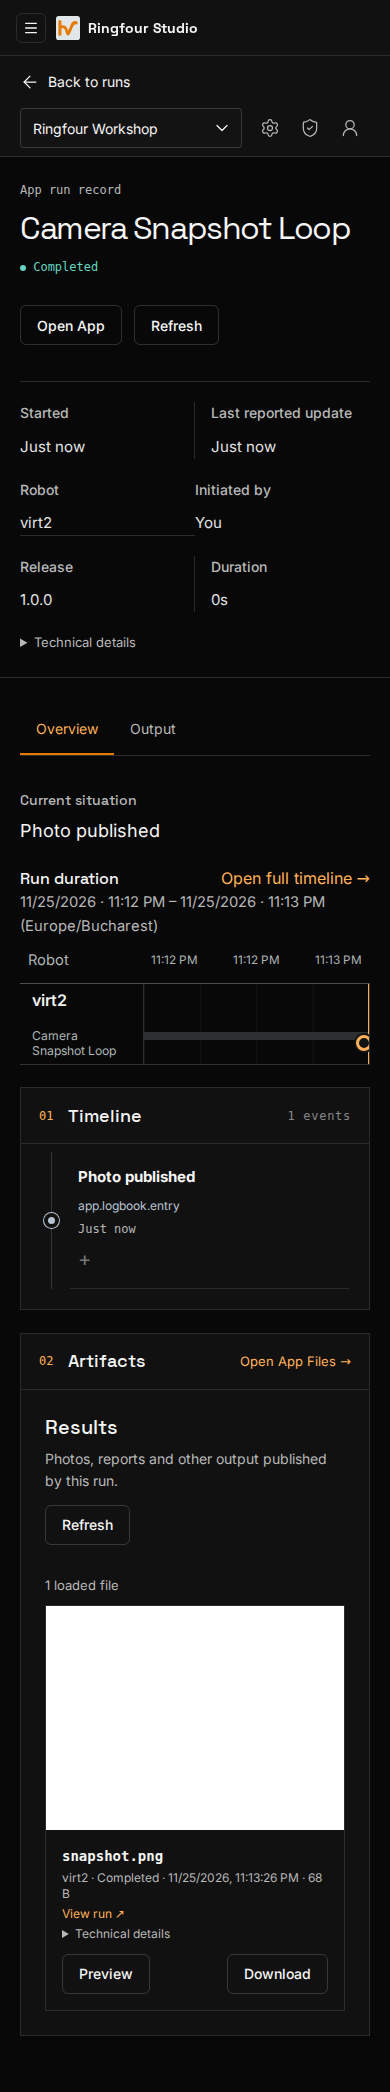 Ringfour Studio
← Back to runs
Ringfour Workshop
App run record
Camera Snapshot Loop
Completed
Open App
Refresh
Started
Last reported update
Just now
Just now
Robot
Initiated by
virt2
You
Release
Duration
1.0.0
0s
▶ Technical details
Overview
Output
Current situation
Photo published
Run duration
Open full timeline →
11/25/2026 · 11:12 PM – 11/25/2026 · 11:13 PM
(Europe/Bucharest)
Robot
11:12 PM
11:12 PM
11:13 PM
virt2
Camera
Snapshot Loop
01 Timeline
1 events
Photo published
app.logbook.entry
Just now
+
02 Artifacts
Open App Files →
Results
Photos, reports and other output published
by this run.
Refresh
1 loaded file
snapshot.png
virt2 · Completed · 11/25/2026, 11:13:26 PM · 68
B
View run ↗
▶ Technical details
Preview
Download